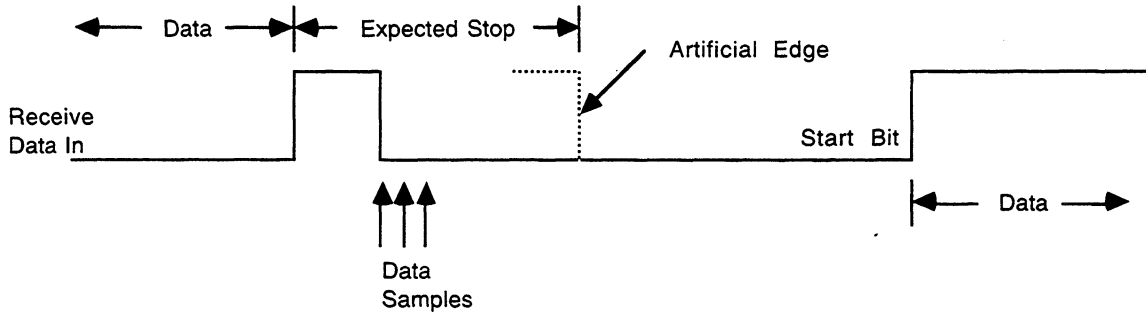 Data
Expected Stop
Artificial Edge
Receive
Data In
Start Bit
Data
Data
Samples